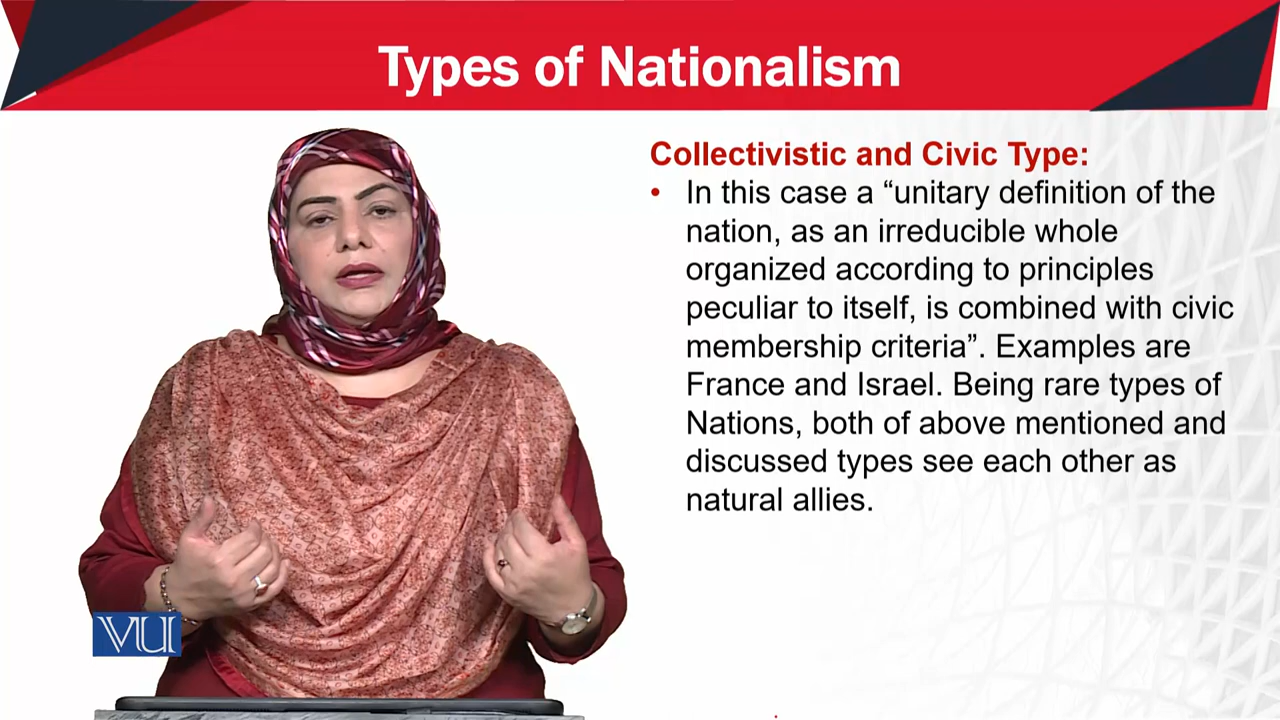 Types of Nationalism
Collectivistic and Civic Type:
• In this case a “unitary definition of the
nation, as an irreducible whole
organized according to principles
peculiar to itself, is combined with civic
membership criteria”. Examples are
France and Israel. Being rare types of
Nations, both of above mentioned and
discussed types see each other as
natural allies.
VU